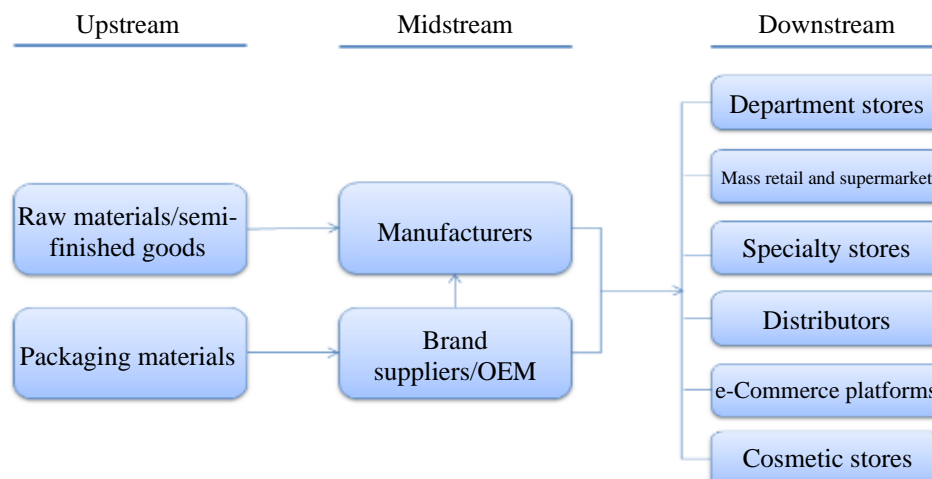 Upstream
Midstream
Downstream
Raw materials/semi-
finished goods
Packaging materials
Manufacturers
Brand
suppliers/OEM
Department stores
Mass retail and supermarket
Specialty stores
Distributors
e-Commerce platforms
Cosmetic stores